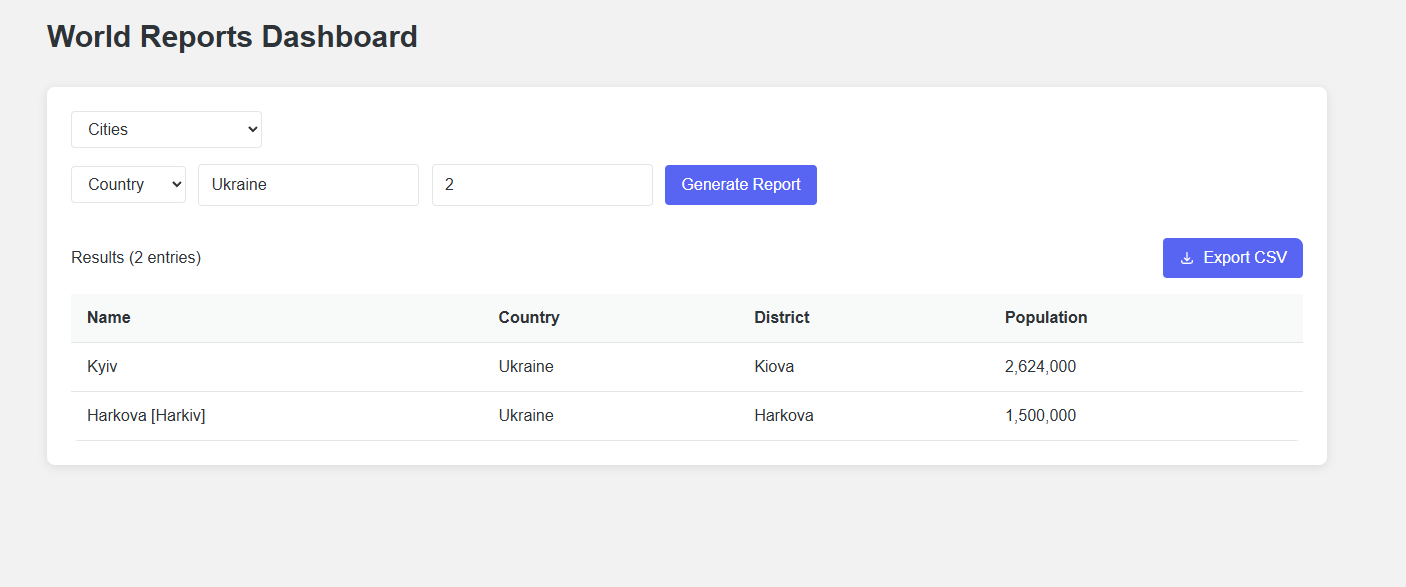 World Reports Dashboard
Cities
Country Ukraine 2 Generate Report
Results (2 entries) Export CSV
Name Country District Population
Kyiv Ukraine Kiova 2,624,000
Harkova [Harkiv] Ukraine Harkova 1,500,000